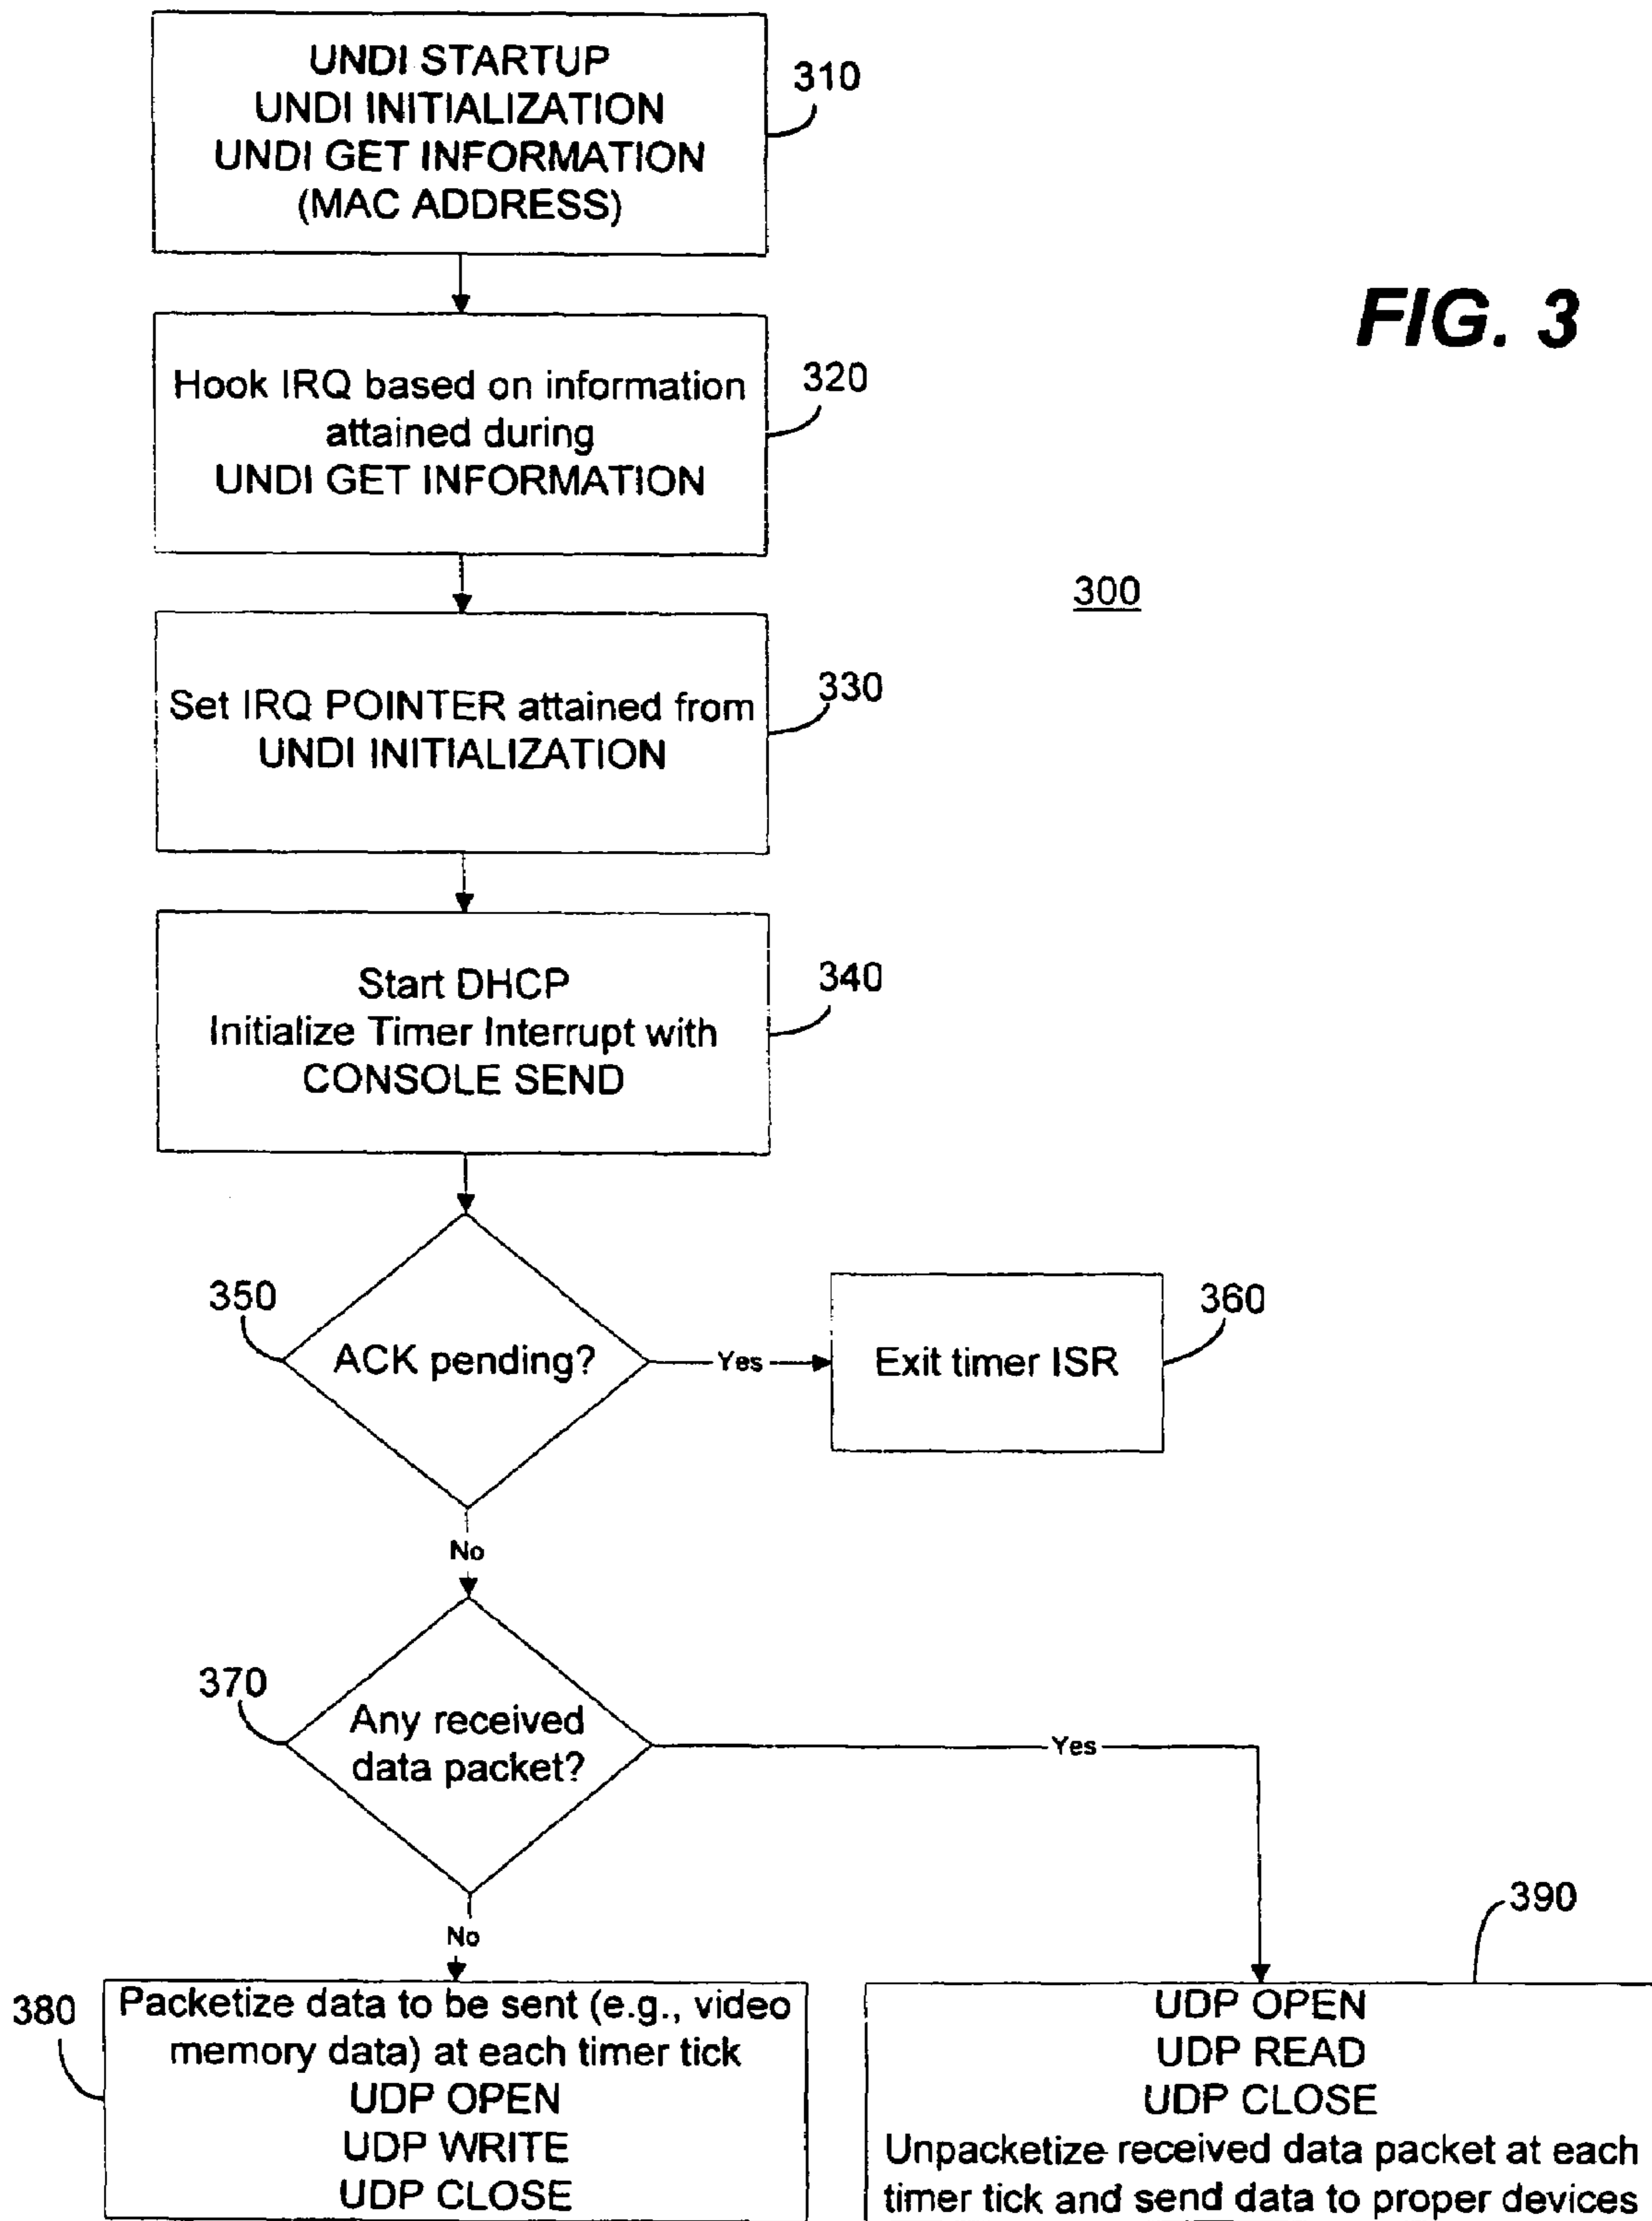 UNDI STARTUP
UNDI INITIALIZATION
UNDI GET INFORMATION
(MAC ADDRESS)
310
FIG. 3
Hook IRQ based on information
attained during
UNDI GET INFORMATION
320
300
Set IRQ POINTER attained from
UNDI INITIALIZATION
330
Start DHCP
Initialize Timer Interrupt with
CONSOLE SEND
340
350
ACK pending?
Yes
Exit timer ISR
360
No
370
Any received
data packet?
Yes
No
380
Packetize data to be sent (e.g., video
memory data) at each timer tick
UDP OPEN
UDP WRITE
UDP CLOSE
390
UDP OPEN
UDP READ
UDP CLOSE
Unpacketize received data packet at each
timer tick and send data to proper devices